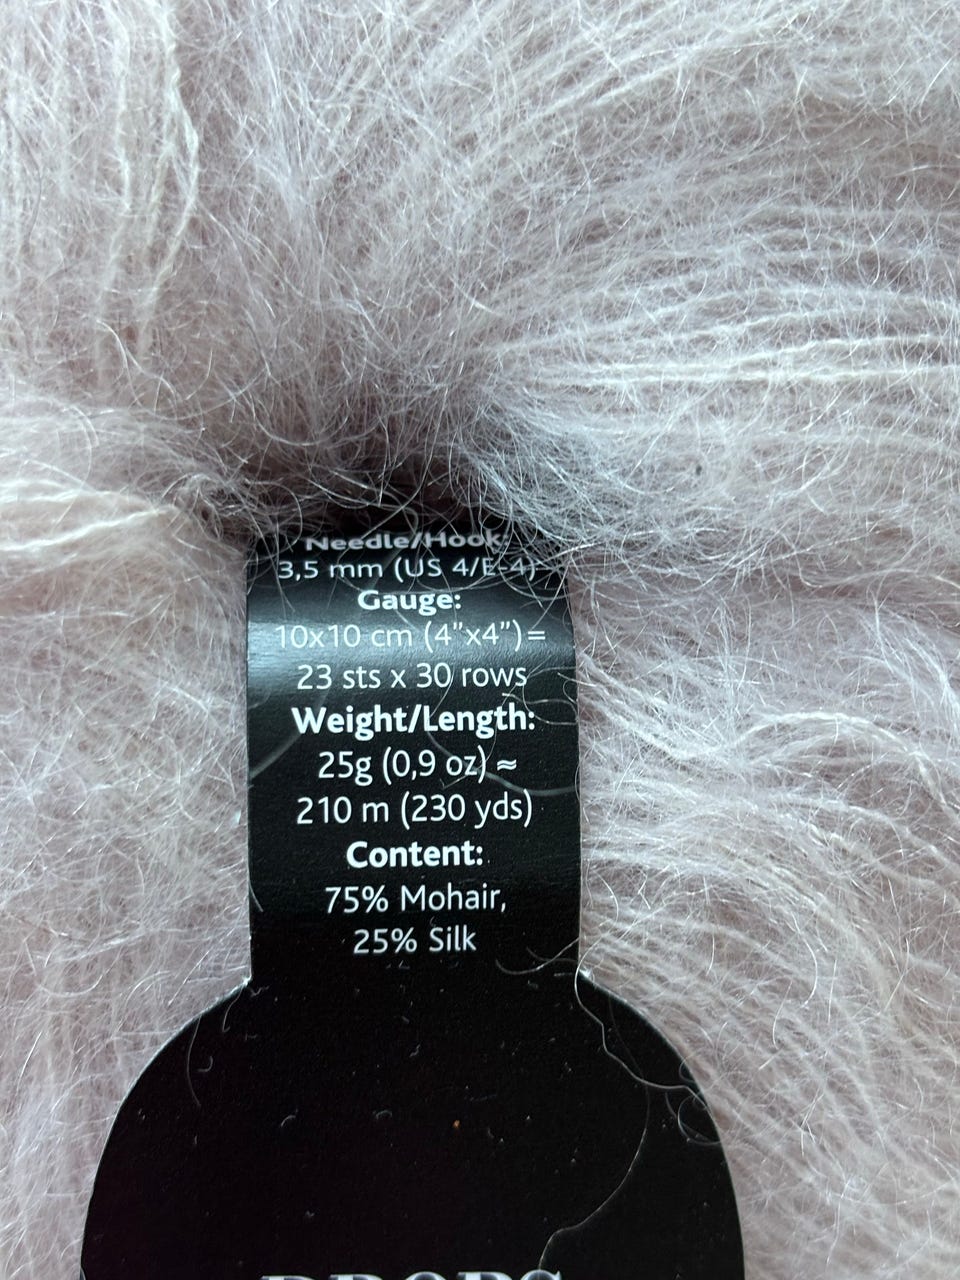 Needle/Hook:
3,5 mm (US 4/E-4)
Gauge:
10x10 cm (4”x4”)=
23 sts x 30 rows
Weight/Length:
25g (0,9 oz) ≈
210 m (230 yds)
Content:
75% Mohair,
25% Silk
DROPS